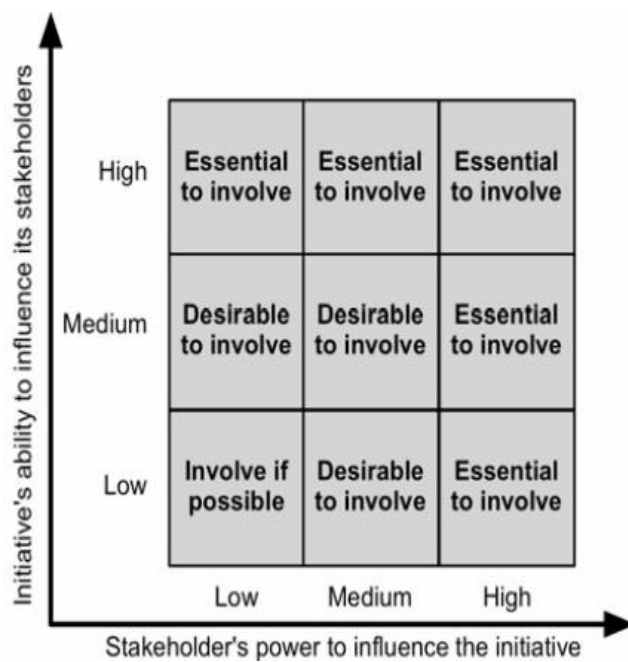 Initiative's ability to influence its stakeholders
High
Essential
to involve
Essential
to involve
Essential
to involve
Medium
Desirable
to involve
Desirable
to involve
Essential
to involve
Low
Involve if
possible
Desirable
to involve
Essential
to involve
Low
Medium
High
Stakeholder's power to influence the initiative